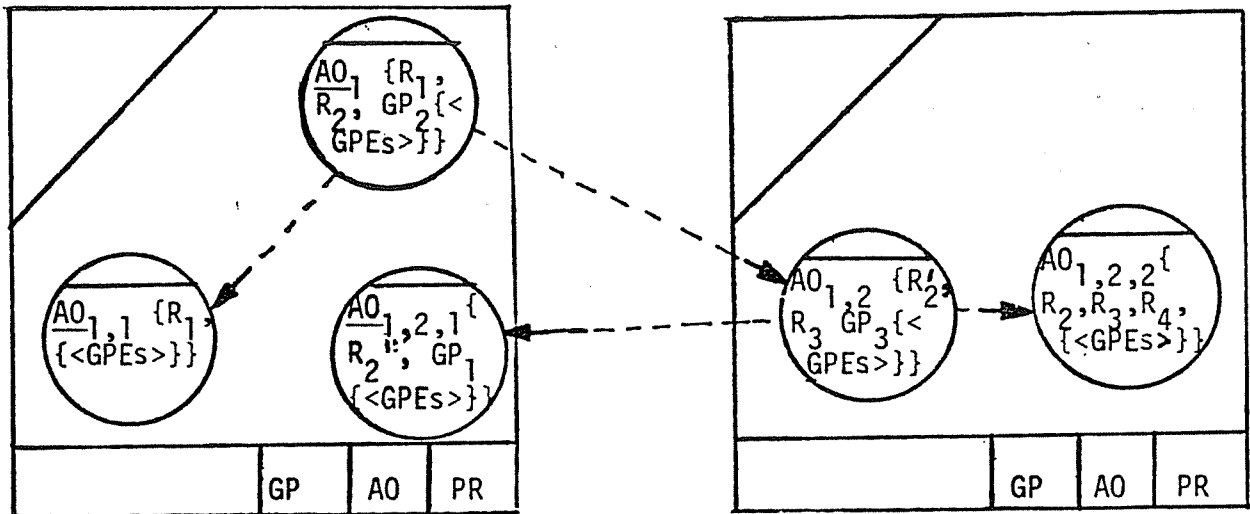 AO₁ {R₁,
R₂, GP₂{<
GPEs>}}
AO₁,₁ {R₁,
{<GPEs>}}
AO₁,₂,₁{
R₂", GP₁
{<GPEs>}}
GP AO PR
AO₁,₂ {R₂',
R₃ GP₃{<
GPEs>}}
AO₁,₂,₂{
R₂,R₃,R₄,
{<GPEs>}}
GP AO PR